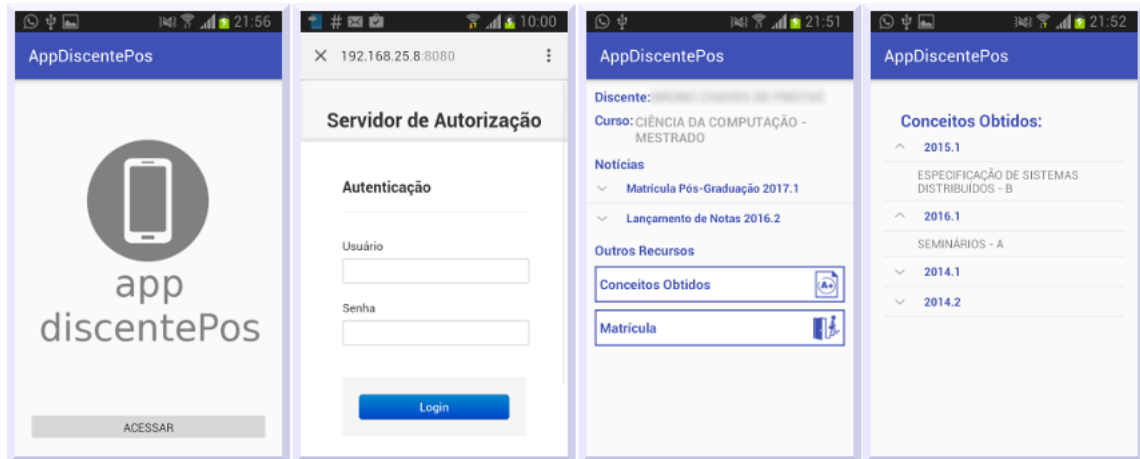 21:56
AppDiscentePos
app
discentePos
ACESSAR
10:00
192.168.25.8:8080
Servidor de Autorização
Autenticação
Usuário
Senha
Login
21:51
AppDiscentePos
Discente:
Curso: CIÊNCIA DA COMPUTAÇÃO -
MESTRADO
Notícias
Matrícula Pós-Graduação 2017.1
Lançamento de Notas 2016.2
Outros Recursos
Conceitos Obtidos
A+
Matrícula
21:52
AppDiscentePos
Conceitos Obtidos:
2015.1
ESPECIFICAÇÃO DE SISTEMAS
DISTRIBUÍDOS - B
2016.1
SEMINÁRIOS - A
2014.1
2014.2